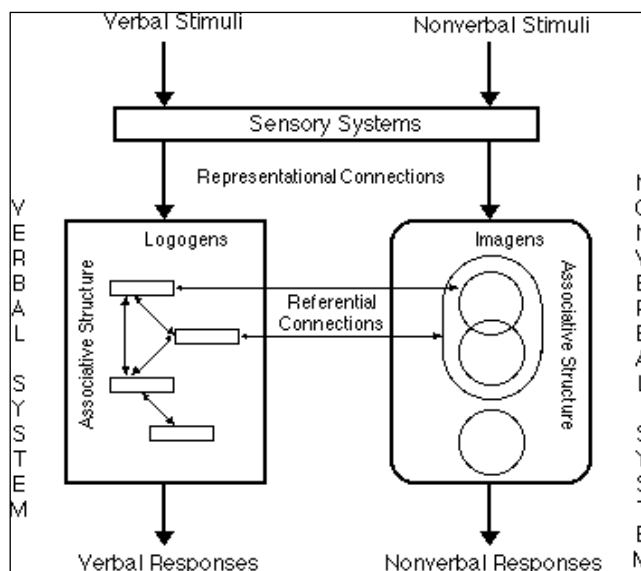 Verbal Stimuli
Nonverbal Stimuli
Sensory Systems
Representational Connections
VERBAL SYSTEM
Logogens
Associative Structure
Referential
Connections
Imagens
Associative Structure
NONVERBAL SYSTEM
Verbal Responses
Nonverbal Responses